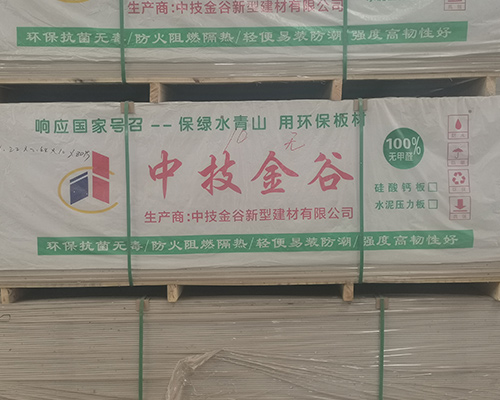 生产商:中技金谷新型建材有限公司
环保抗菌无毒/防火阻燃隔热/轻便易装防潮/强度高韧性好
响应国家号召--保绿水青山 用环保板材
10 无
中技金谷
100%
无甲醛
硅酸钙板□
水泥压力板□
生产商:中技金谷新型建材有限公司
环保抗菌无毒/防火阻燃隔热/轻便易装防潮/强度高韧性好